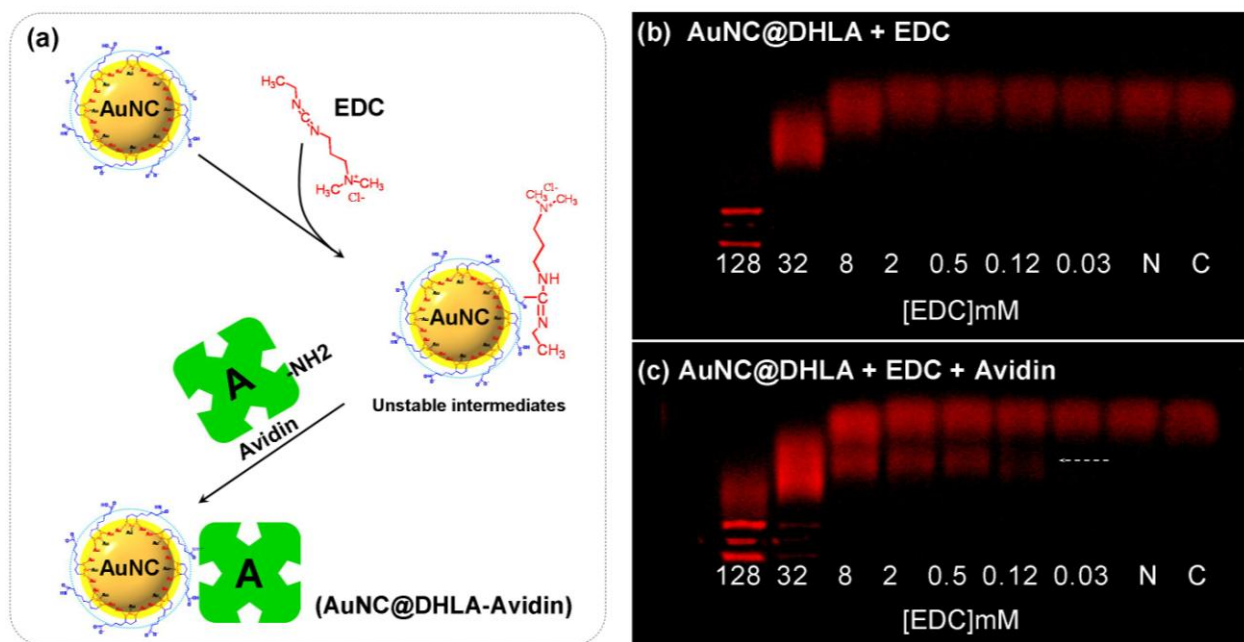 (a)
AuNC
EDC
H₃C
N
C
N
N⁺
H₃C
CH₃
Cl-
Cl-
CH₃
N⁺
CH₃
NH
C
N
CH₃
AuNC
Unstable intermediates
A
-NH2
Avidin
AuNC
A
(AuNC@DHLA-Avidin)
(b) AuNC@DHLA + EDC
128 32 8 2 0.5 0.12 0.03 N C
[EDC]mM
(c) AuNC@DHLA + EDC + Avidin
128 32 8 2 0.5 0.12 0.03 N C
[EDC]mM